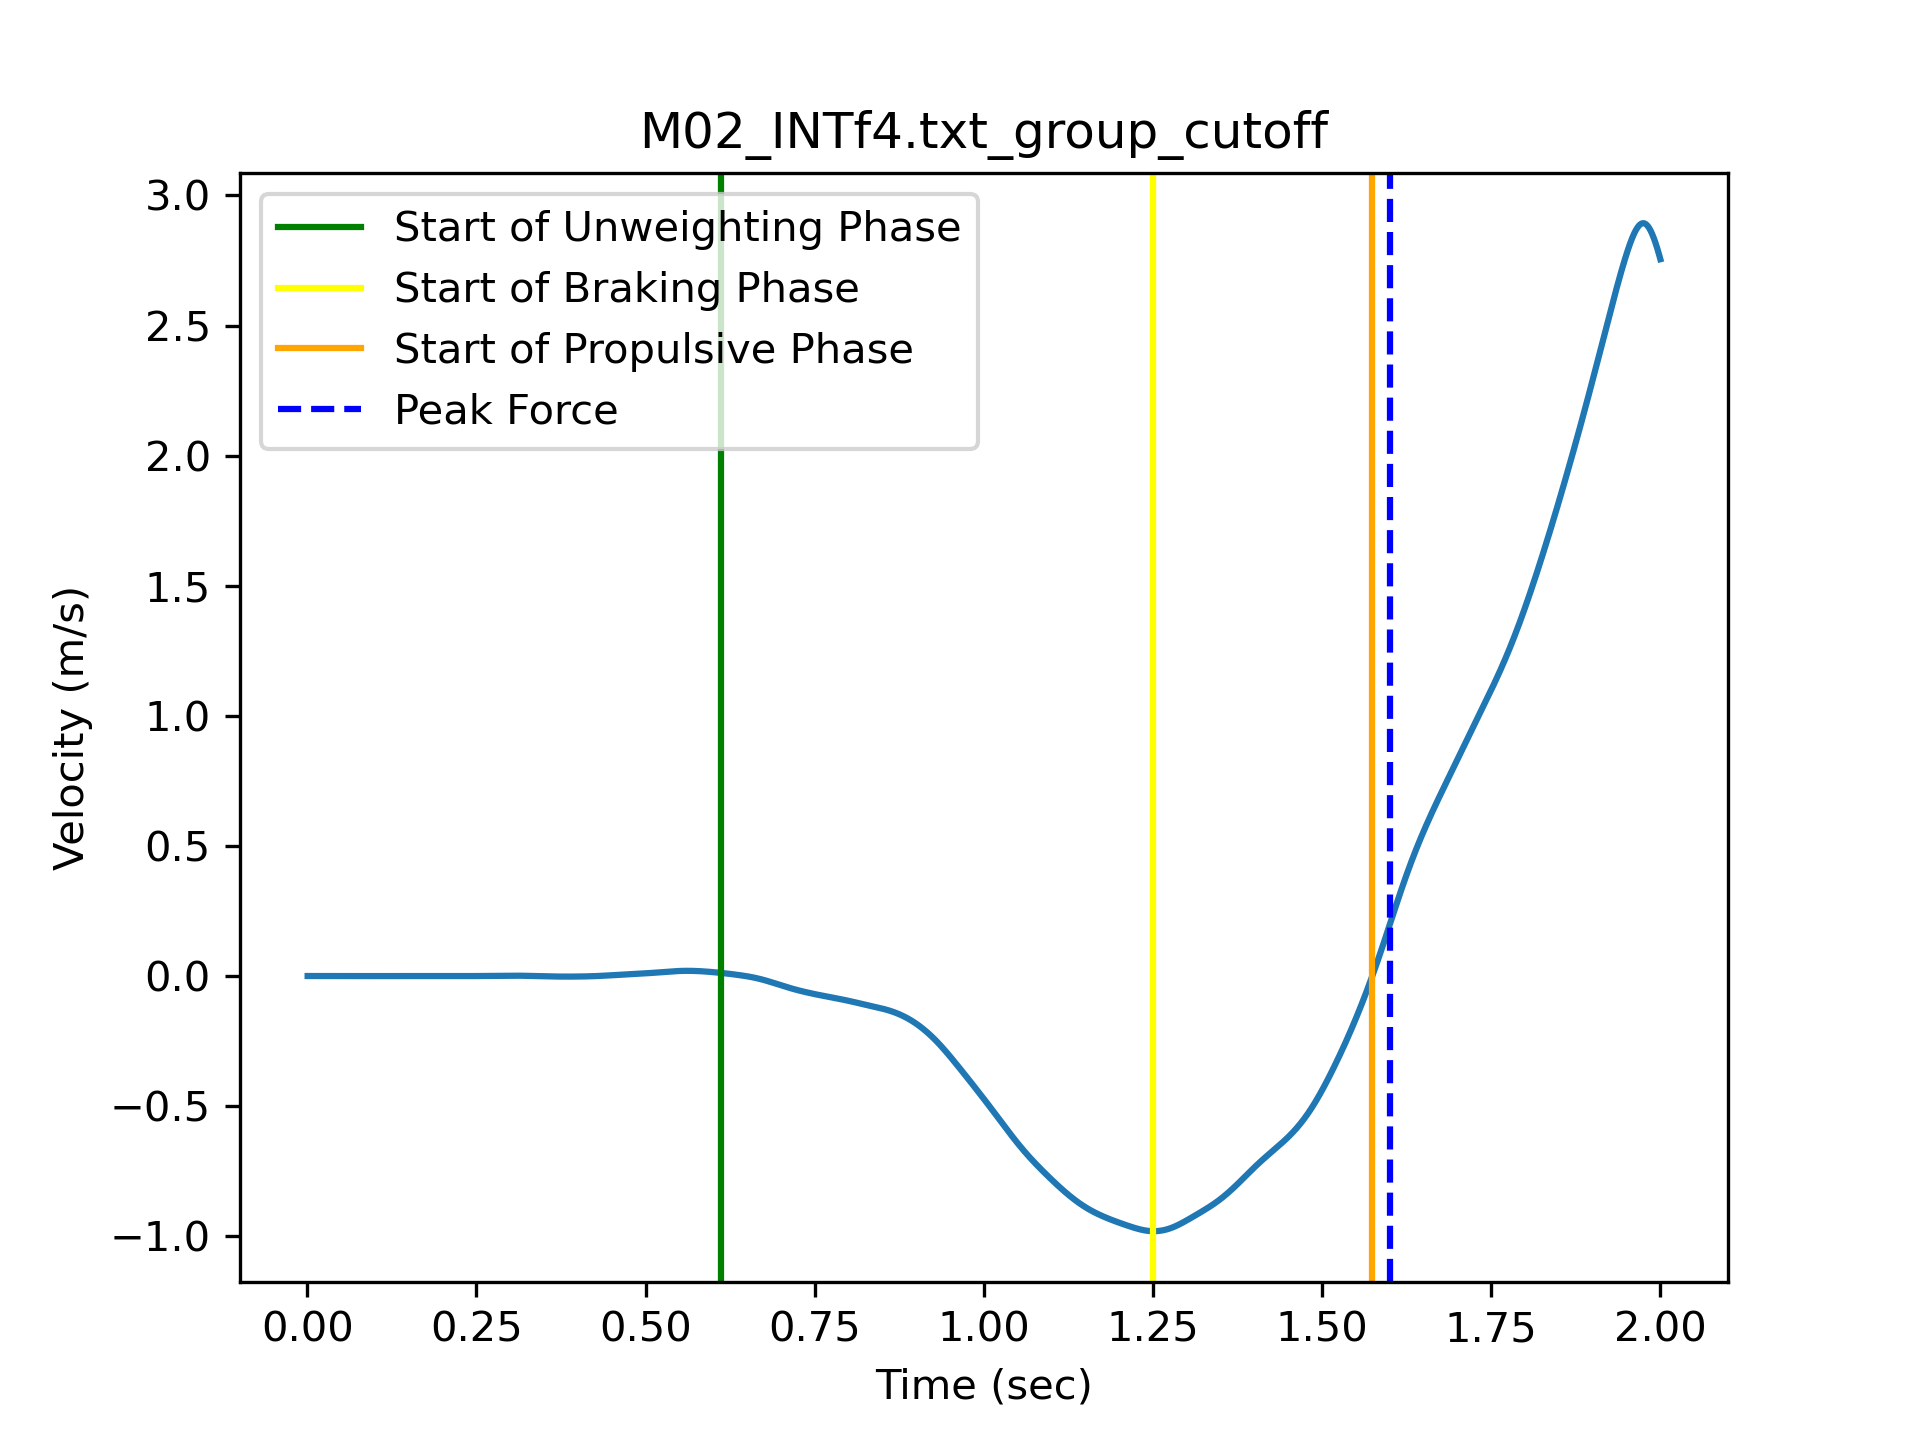 M02_INTf4.txt_group_cutoff
Start of Unweighting Phase
Start of Braking Phase
Start of Propulsive Phase
Peak Force
3.0
2.5
2.0
1.5
1.0
0.5
0.0
−0.5
−1.0
Velocity (m/s)
0.00 0.25 0.50 0.75 1.00 1.25 1.50 1.75 2.00
Time (sec)